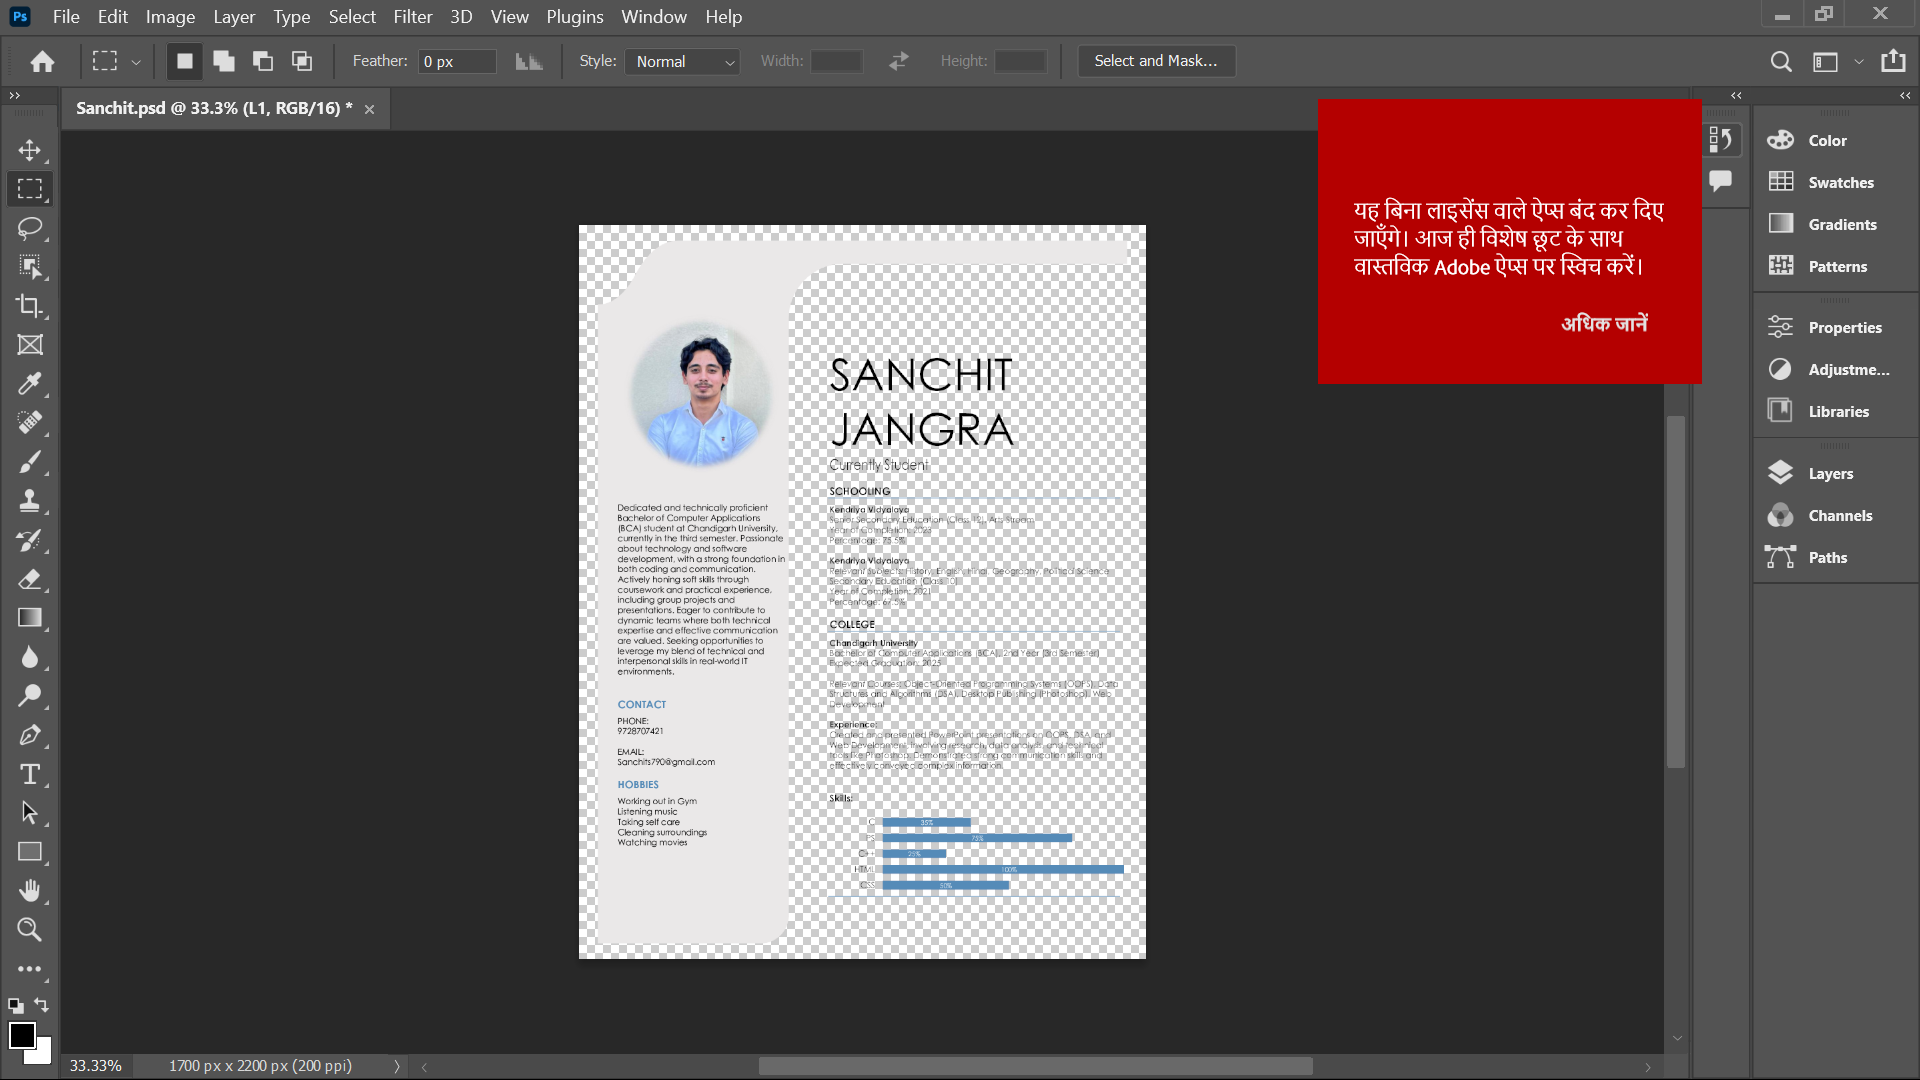 Ps File Edit Image Layer Type Select Filter 3D View Plugins Window Help
Feather: 0 px Style: Normal Width: Height: Select and Mask...
Sanchit.psd @ 33.3% (L1, RGB/16) *
यह बिना लाइसेंस वाले ऐप्स बंद कर दिए
जाएँगे। आज ही विशेष छूट के साथ
वास्तविक Adobe ऐप्स पर स्विच करें।
अधिक जानें
Color
Swatches
Gradients
Patterns
Properties
Adjustme...
Libraries
Layers
Channels
Paths
Dedicated and technically proficient
Bachelor of Computer Applications
(BCA) student at Chandigarh University,
currently in the third semester. Passionate
about technology and software
development, with a strong foundation in
both coding and communication.
Actively honing soft skills through
coursework and practical experience,
including group projects and
presentations. Eager to contribute to
dynamic teams where both technical
expertise and effective communication
are valued. Seeking opportunities to
leverage my blend of technical and
interpersonal skills in real-world IT
environments.
CONTACT
PHONE:
9728707421
EMAIL:
Sanchits790@gmail.com
HOBBIES
Working out in Gym
Listening music
Taking self care
Cleaning surroundings
Watching movies
SANCHIT
JANGRA
Currently Student
SCHOOLING
Kendriya Vidyalaya
Senior Secondary Education (Class 12), Arts Stream
Year of Completion: 2023
Percentage: 75.5%
Kendriya Vidyalaya
Relevant Subjects: History, English, Hindi, Geography, Political Science
Secondary Education (Class 10)
Year of Completion: 2021
Percentage: 67.5%
COLLEGE
Chandigarh University
Bachelor of Computer Applications (BCA), 2nd Year (3rd Semester)
Expected Graduation: 2025
Relevant Courses: Object-Oriented Programming Systems (OOPS), Data
Structures and Algorithms (DSA), Desktop Publishing (Photoshop), Web
Development
Experience:
Created and presented PowerPoint presentations on OOPS, DSA, and
Web Development, involving research, data analysis, and technical
tools like Photoshop. Demonstrated strong communication skills and
effectively conveyed complex information.
Skills:
C 35%
PS 75%
C++ 25%
HTML 100%
CSS 50%
33.33% 1700 px x 2200 px (200 ppi)